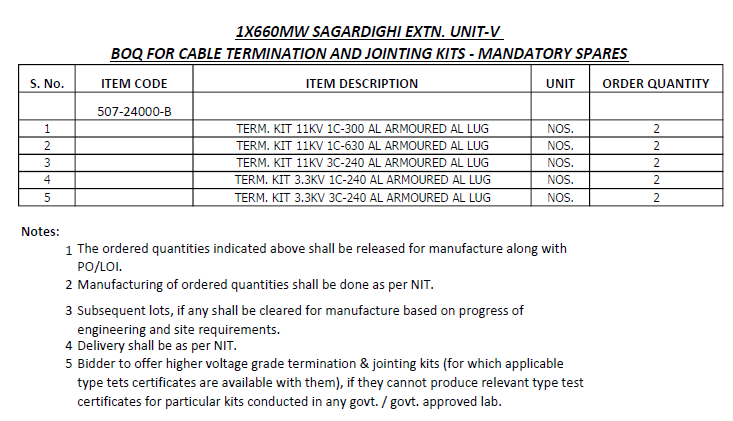 1X660MW SAGARDIGHI EXTN. UNIT-V
BOQ FOR CABLE TERMINATION AND JOINTING KITS - MANDATORY SPARES
S. No. ITEM CODE ITEM DESCRIPTION UNIT ORDER QUANTITY
507-24000-B
1 TERM. KIT 11KV 1C-300 AL ARMOURED AL LUG NOS. 2
2 TERM. KIT 11KV 1C-630 AL ARMOURED AL LUG NOS. 2
3 TERM. KIT 11KV 3C-240 AL ARMOURED AL LUG NOS. 2
4 TERM. KIT 3.3KV 1C-240 AL ARMOURED AL LUG NOS. 2
5 TERM. KIT 3.3KV 3C-240 AL ARMOURED AL LUG NOS. 2
Notes:
1 The ordered quantities indicated above shall be released for manufacture along with
PO/LOI.
2 Manufacturing of ordered quantities shall be done as per NIT.
3 Subsequent lots, if any shall be cleared for manufacture based on progress of
engineering and site requirements.
4 Delivery shall be as per NIT.
5 Bidder to offer higher voltage grade termination & jointing kits (for which applicable
type tets certificates are available with them), if they cannot produce relevant type test
certificates for particular kits conducted in any govt. / govt. approved lab.